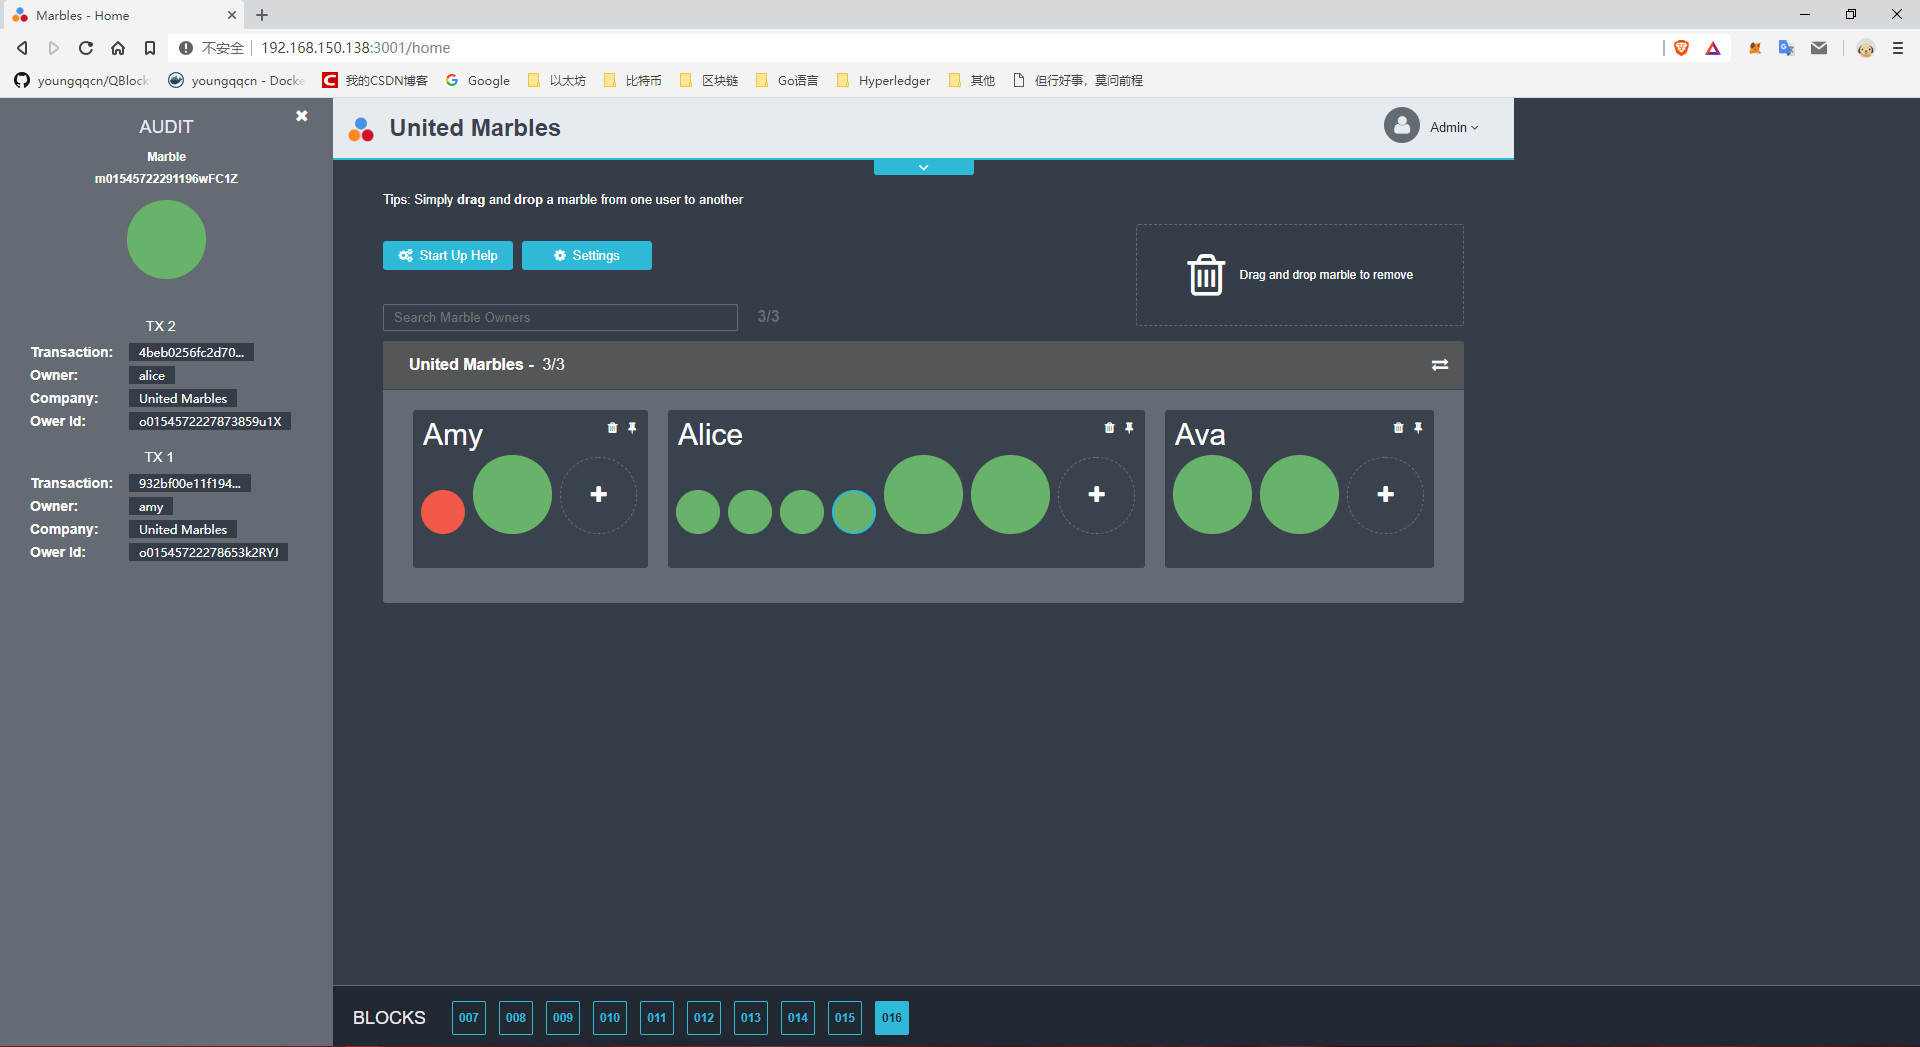 Marbles - Home
不安全 192.168.150.138:3001/home
youngqqcn/QBlock youngqqcn - Docke 我的CSDN博客 Google 以太坊 比特币 区块链 Go语言 Hyperledger 其他 但行好事，莫问前程
AUDIT
Marble
m01545722291196wFC1Z
TX 2
Transaction: 4beb0256fc2d70...
Owner: alice
Company: United Marbles
Ower Id: o0154572227873859u1X
TX 1
Transaction: 932bf00e11f194...
Owner: amy
Company: United Marbles
Ower Id: o01545722278653k2RYJ
United Marbles
Admin
Tips: Simply drag and drop a marble from one user to another
Start Up Help
Settings
Drag and drop marble to remove
Search Marble Owners
3/3
United Marbles - 3/3
Amy
Alice
Ava
BLOCKS 007 008 009 010 011 012 013 014 015 016